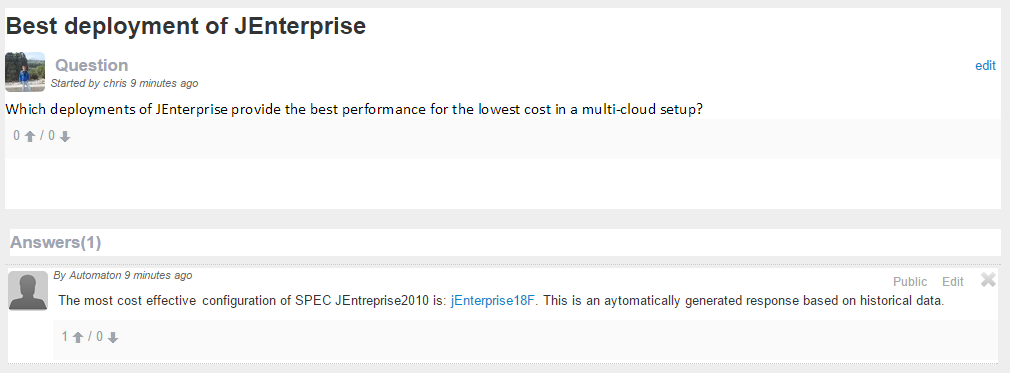 Best deployment of JEnterprise
Question
edit
Started by chris 9 minutes ago
Which deployments of JEnterprise provide the best performance for the lowest cost in a multi-cloud setup?
0 / 0
Answers(1)
By Automaton 9 minutes ago
Public Edit
The most cost effective configuration of SPEC JEntreprise2010 is: jEnterprise18F. This is an aytomatically generated response based on historical data.
1 / 0